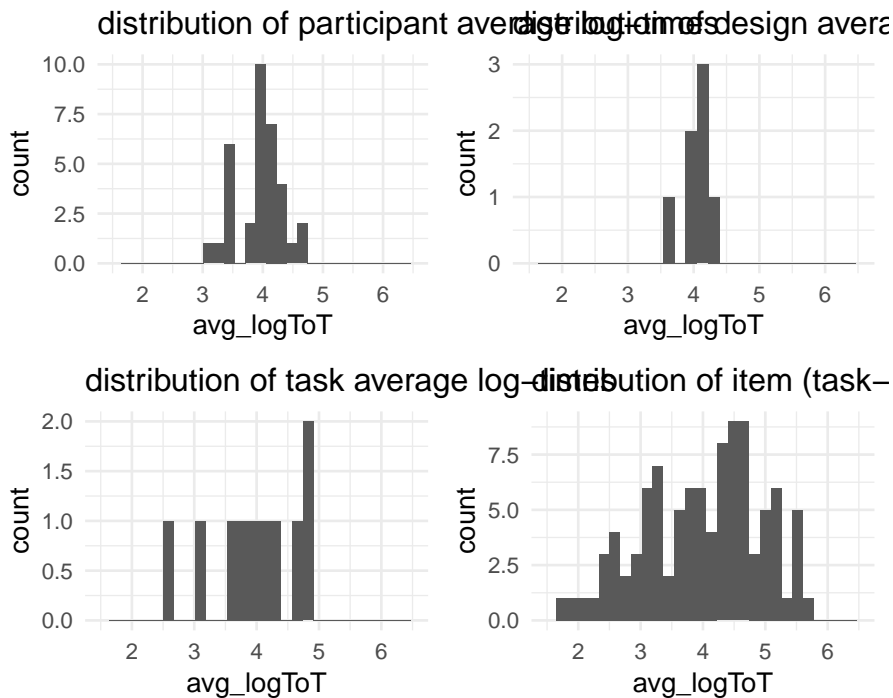 distribution of participant average log−times
10.0
7.5
5.0
2.5
0.0
count
2 3 4 5 6
avg_logToT
distribution of design avera
3
2
1
0
count
2 3 4 5 6
avg_logToT
distribution of task average log−times
2.0
1.5
1.0
0.5
0.0
count
2 3 4 5 6
avg_logToT
distribution of item (task−
7.5
5.0
2.5
0.0
count
2 3 4 5 6
avg_logToT